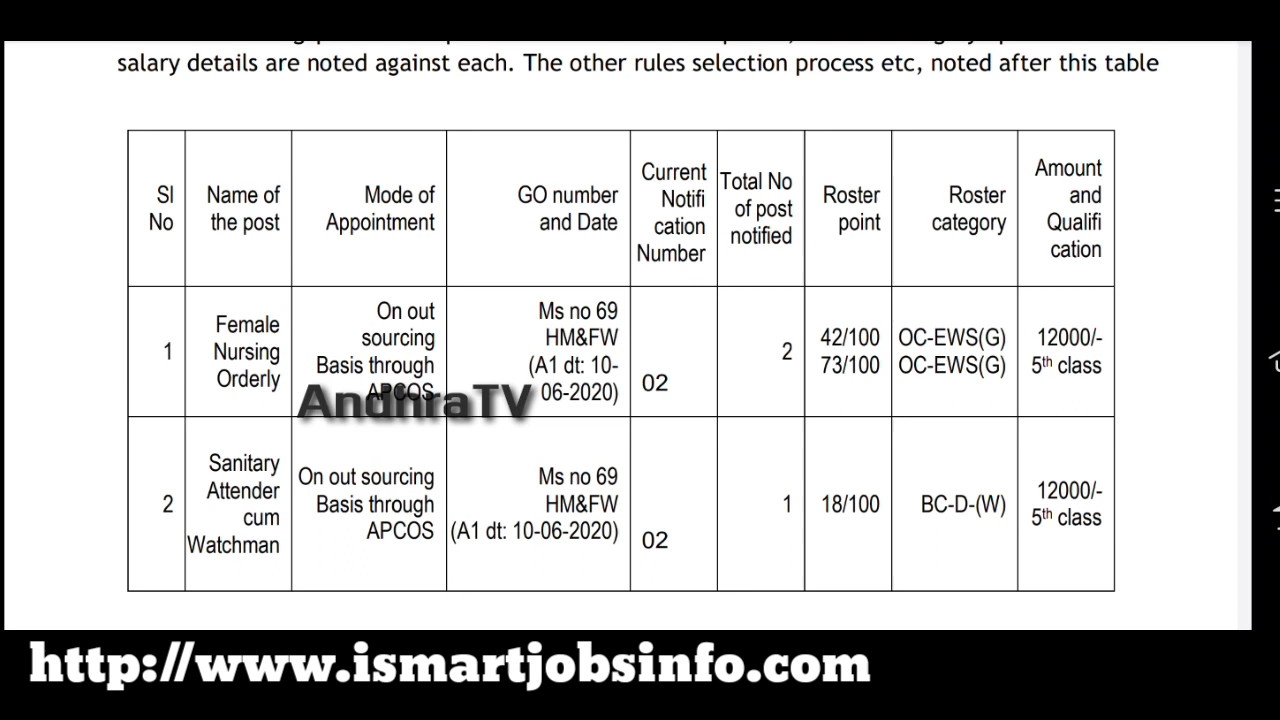 salary details are noted against each. The other rules selection process etc, noted after this table
Sl
No
Name of
the post
Mode of
Appointment
GO number
and Date
Current
Notifi
cation
Number
Total No
of post
notified
Roster
point
Roster
category
Amount
and
Qualifi
cation
1
Female
Nursing
Orderly
On out
sourcing
Basis through
APCOS
Ms no 69
HM&FW
(A1 dt: 10-
06-2020)
02
2
42/100
73/100
OC-EWS(G)
OC-EWS(G)
12000/-
5th class
AndhraTV
2
Sanitary
Attender
cum
Watchman
On out sourcing
Basis through
APCOS
Ms no 69
HM&FW
(A1 dt: 10-06-2020)
02
1
18/100
BC-D-(W)
12000/-
5th class
http://www.ismartjobsinfo.com